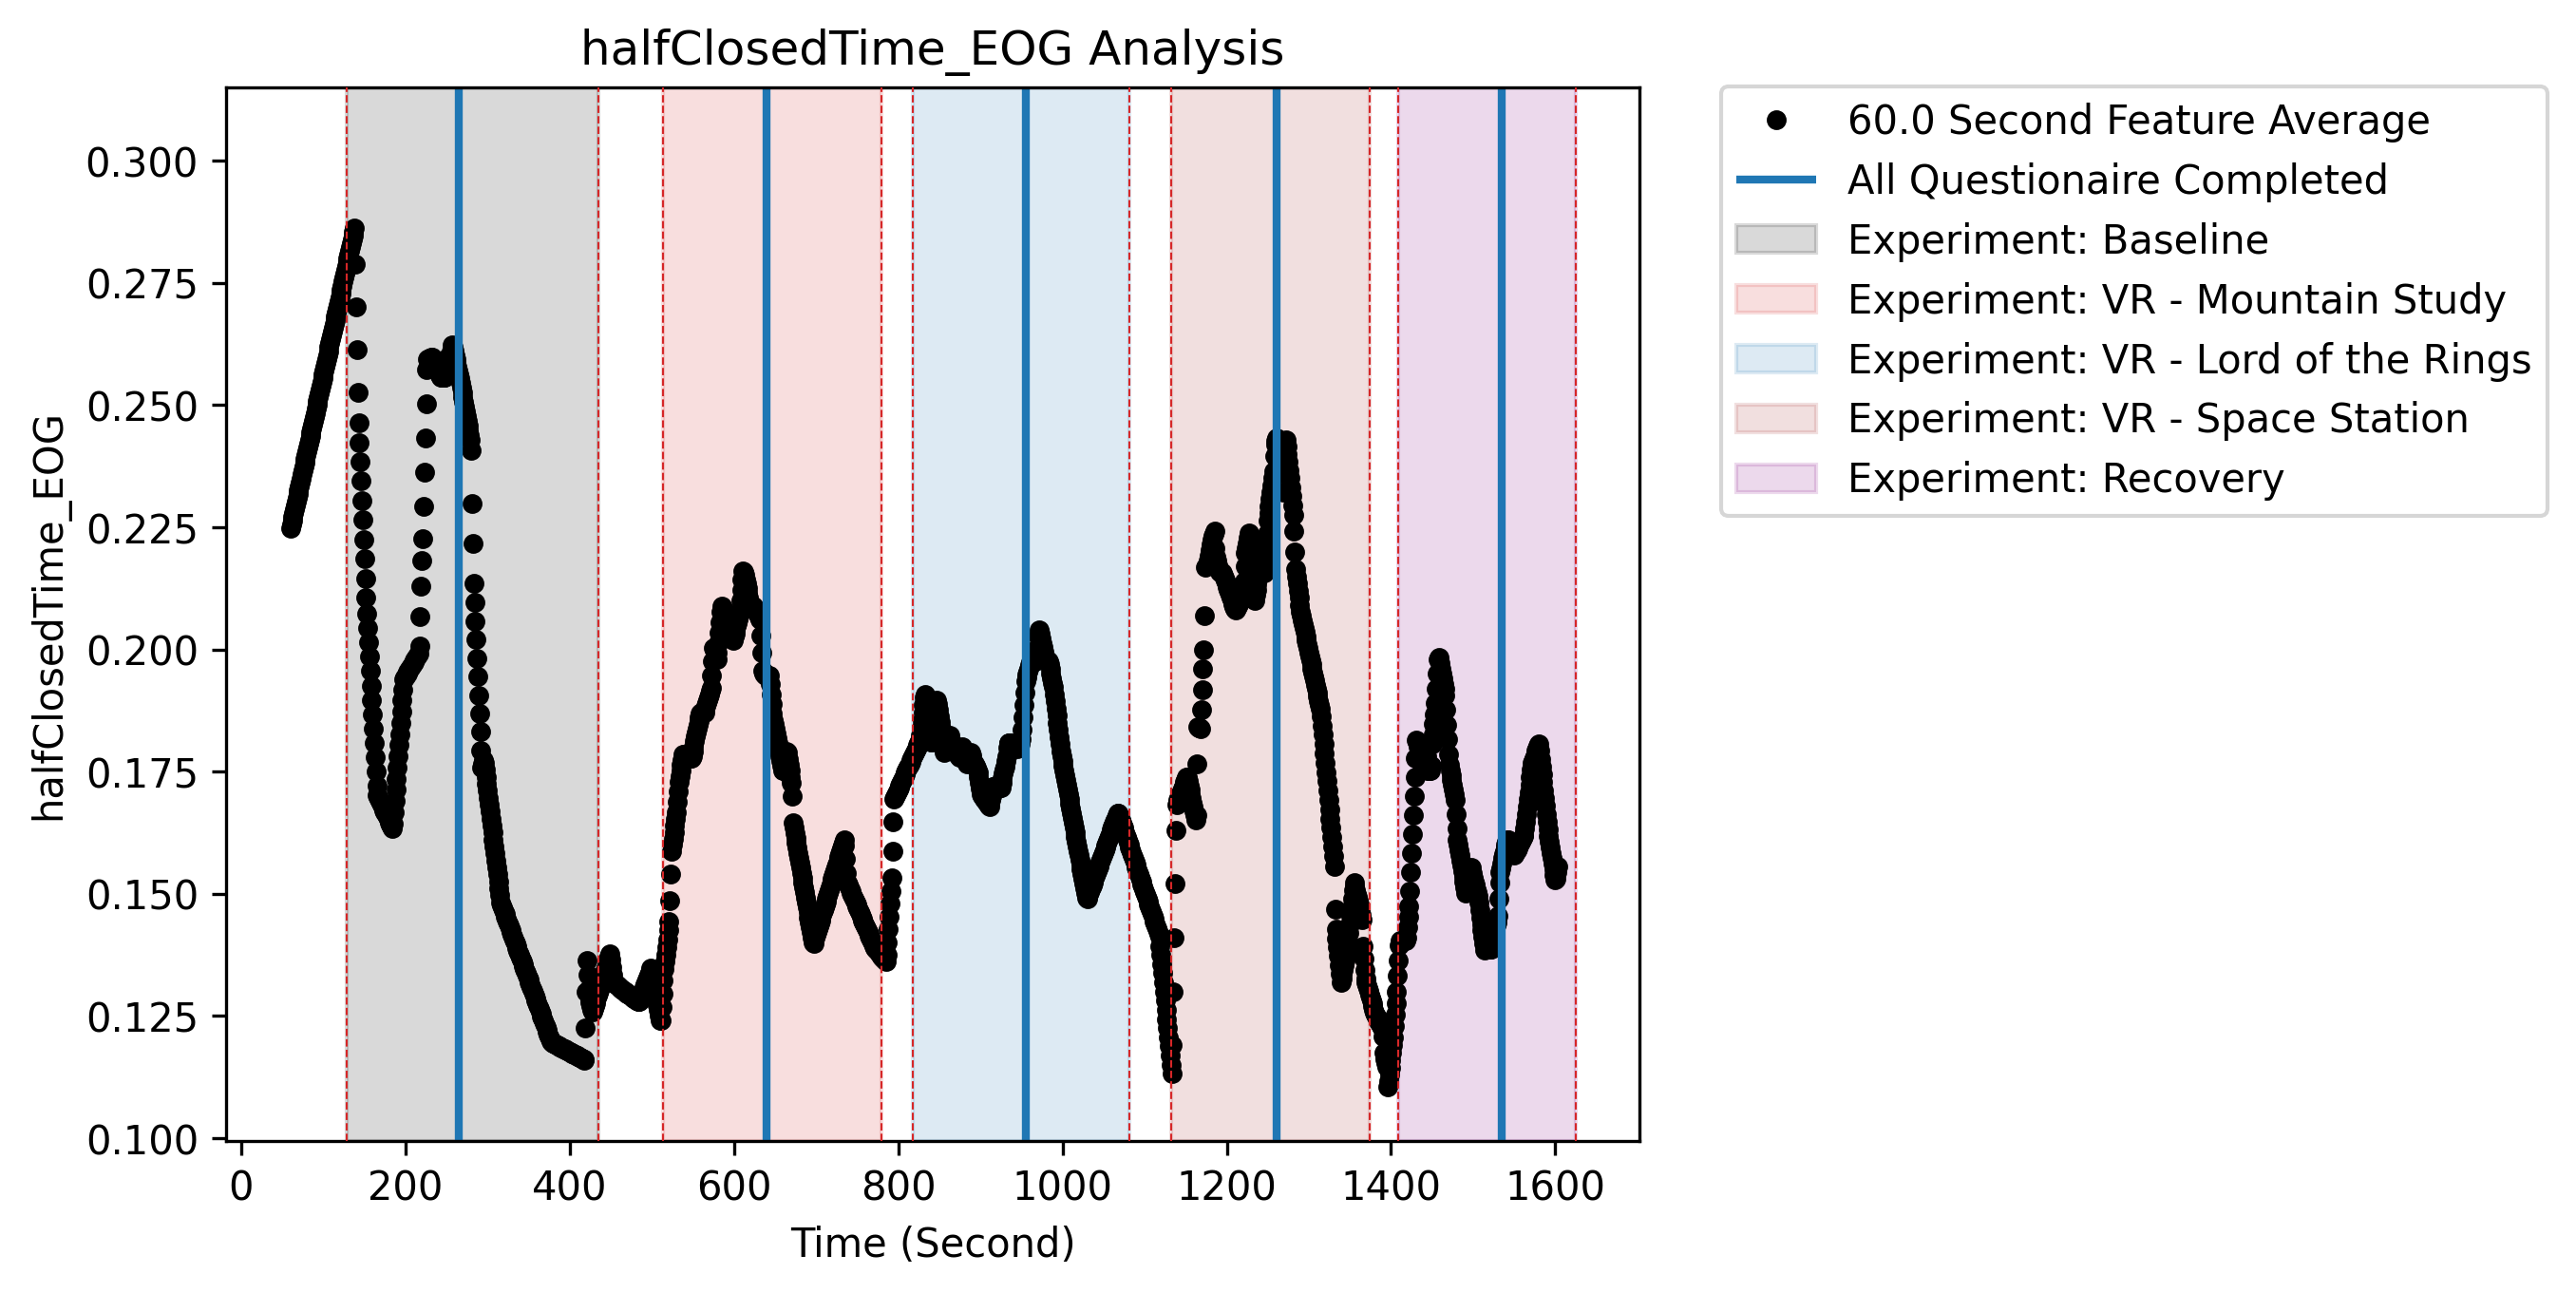 halfClosedTime_EOG Analysis
halfClosedTime_EOG
0.300
0.275
0.250
0.225
0.200
0.175
0.150
0.125
0.100
0 200 400 600 800 1000 1200 1400 1600
Time (Second)
60.0 Second Feature Average
All Questionaire Completed
Experiment: Baseline
Experiment: VR - Mountain Study
Experiment: VR - Lord of the Rings
Experiment: VR - Space Station
Experiment: Recovery